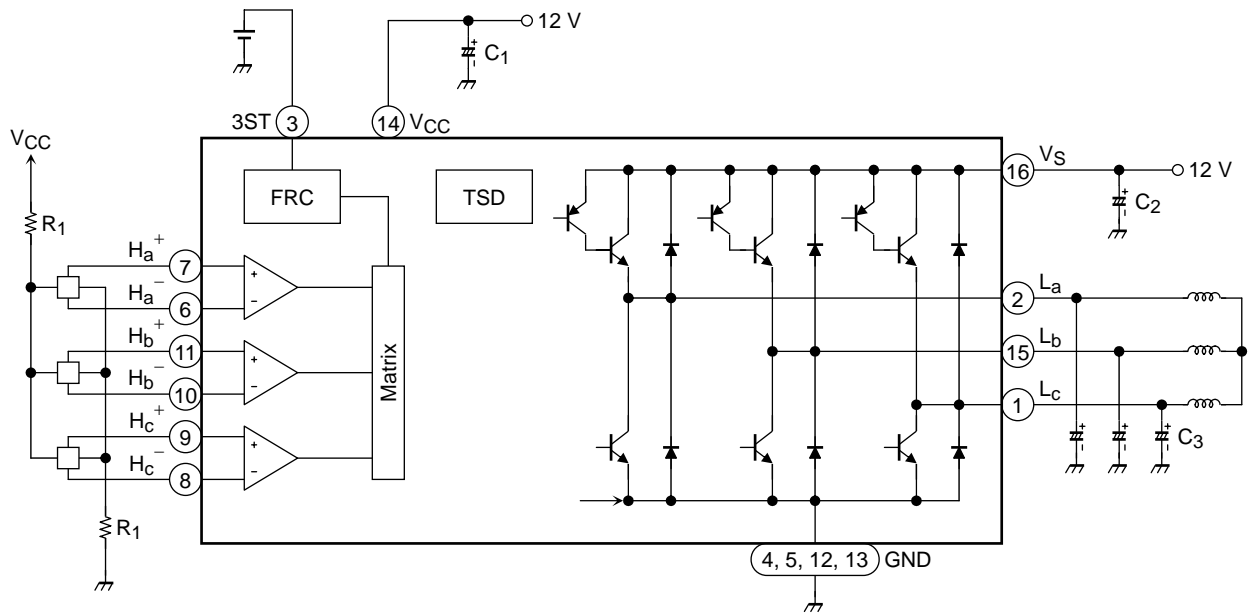 12 V
C1
3ST 3
14 VCC
VCC
FRC
TSD
16 VS
12 V
C2
R1
Ha+ 7
Ha− 6
Hb+ 11
Hb− 10
Hc+ 9
Hc− 8
+
−
+
−
+
−
Matrix
2 La
15 Lb
1 Lc
+
−
+
−
+
−
C3
R1
4, 5, 12, 13 GND